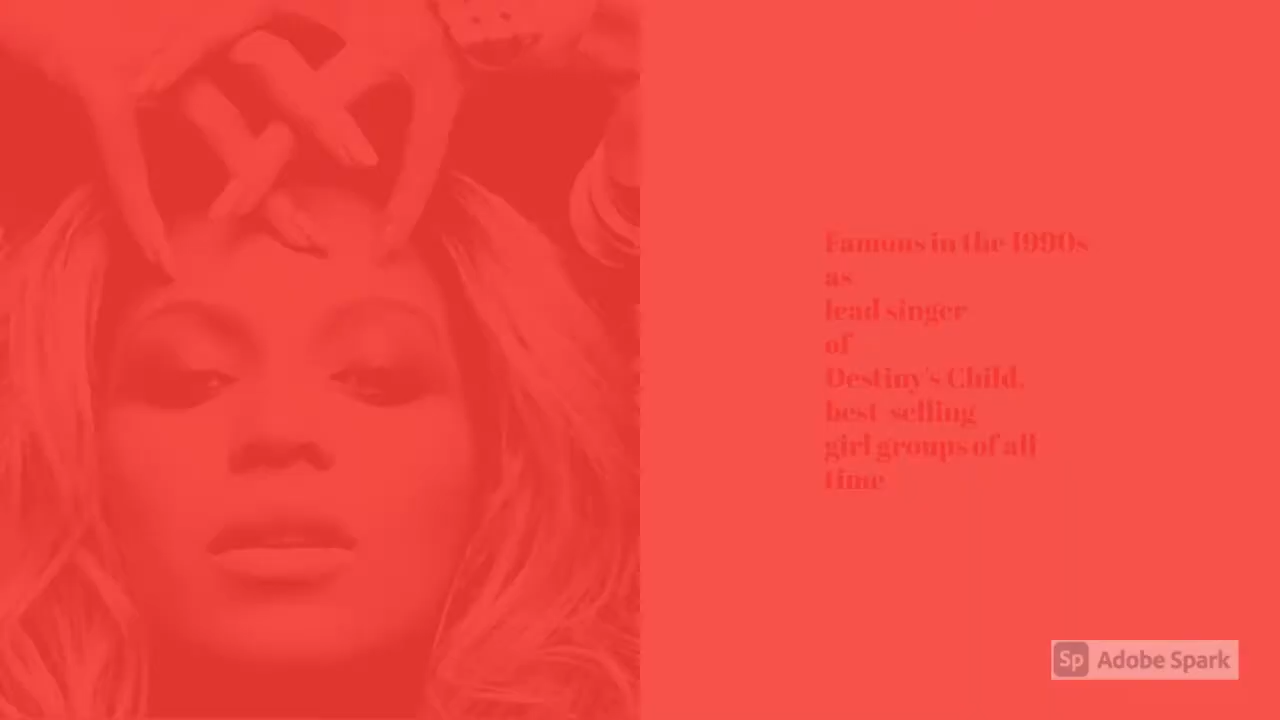 Famous in the 1990s
as
lead singer
of
Destiny's Child,
best-selling
girl groups of all
time
Sp Adobe Spark